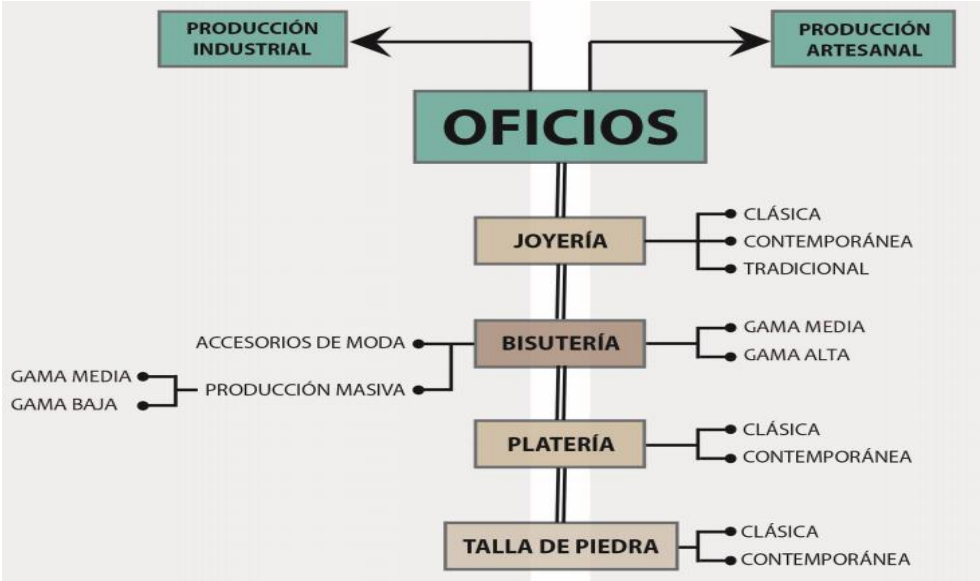 PRODUCCIÓN
INDUSTRIAL
PRODUCCIÓN
ARTESANAL
OFICIOS
JOYERÍA
CLÁSICA
CONTEMPORÁNEA
TRADICIONAL
ACCESORIOS DE MODA
BISUTERÍA
GAMA MEDIA
GAMA ALTA
GAMA MEDIA
GAMA BAJA
PRODUCCIÓN MASIVA
PLATERÍA
CLÁSICA
CONTEMPORÁNEA
TALLA DE PIEDRA
CLÁSICA
CONTEMPORÁNEA